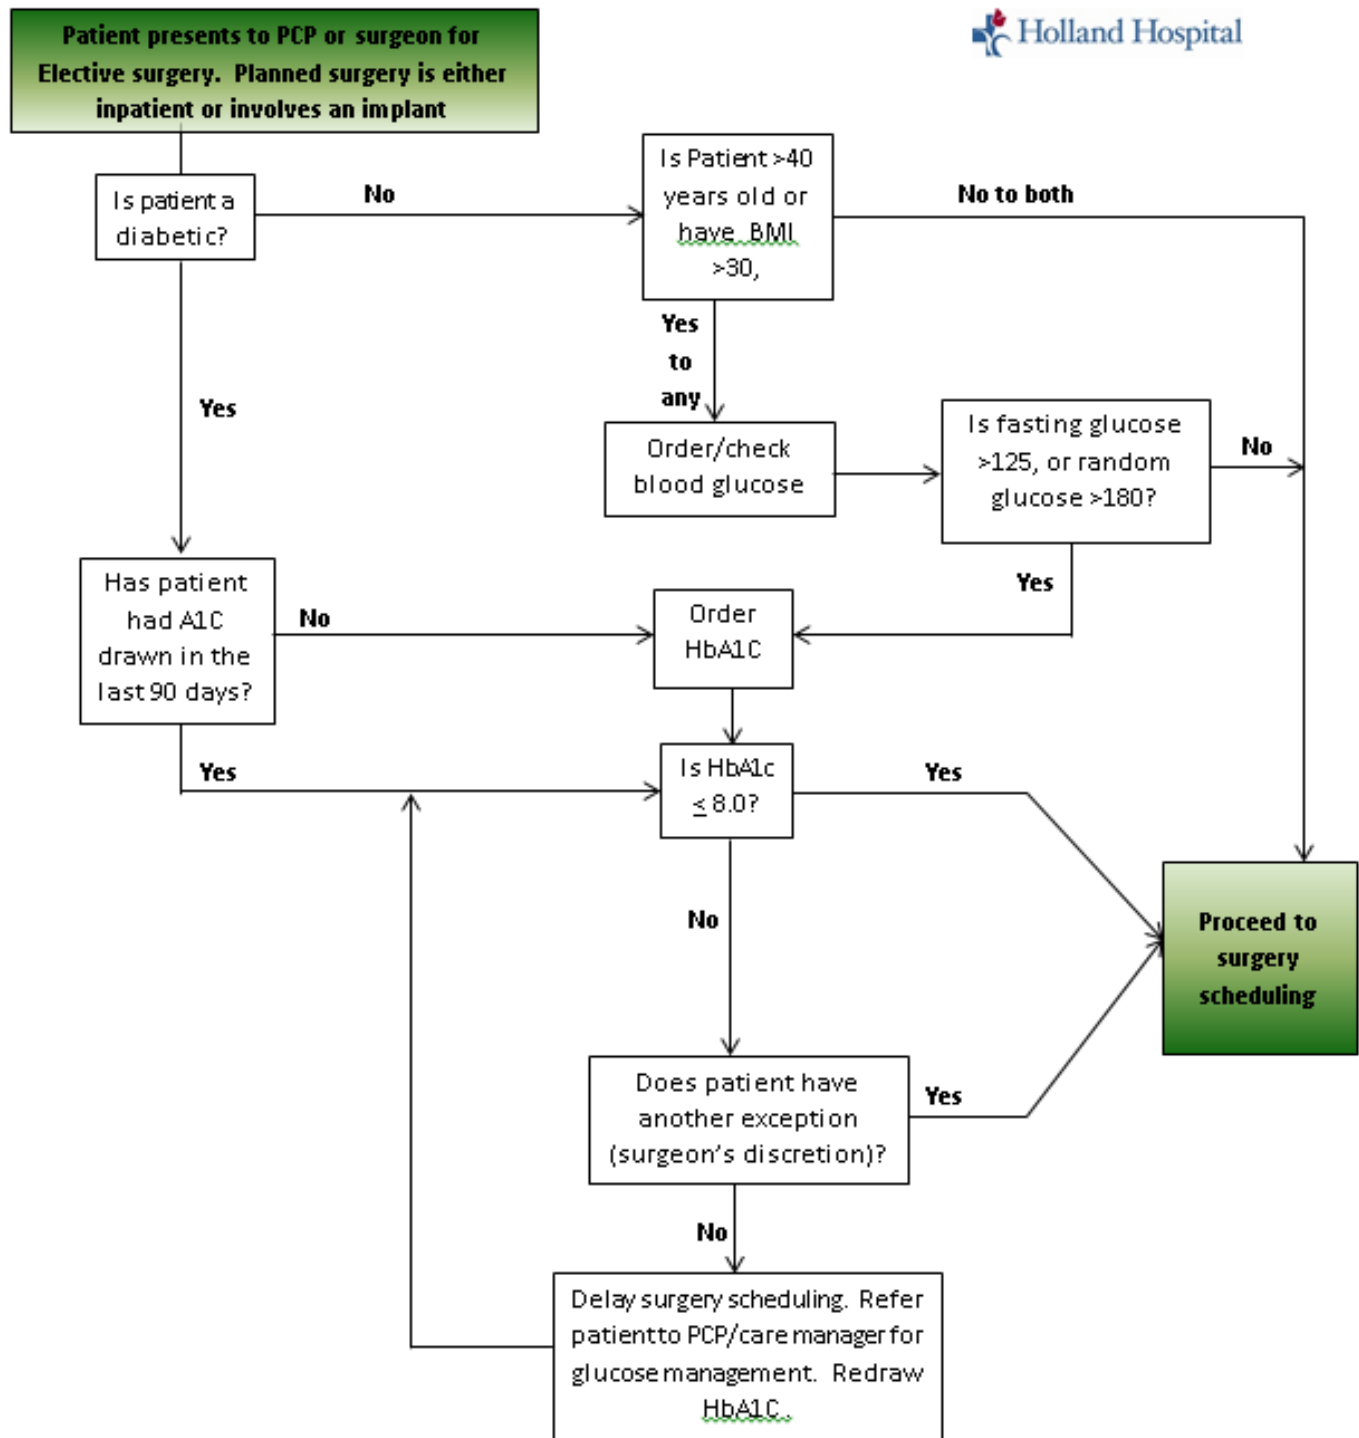 Patient presents to PCP or surgeon for
Elective surgery. Planned surgery is either
inpatient or involves an implant
Holland Hospital
Is patient a
diabetic?
No
Is Patient >40
years old or
have BMI
>30,
No to both
Yes
to
any
Yes
Order/check
blood glucose
Is fasting glucose
>125, or random
glucose >180?
No
Yes
Has patient
had A1C
drawn in the
last 90 days?
No
Order
HbA1C
Yes
Is HbA1c
≤ 8.0?
Yes
No
Proceed to
surgery
scheduling
Does patient have
another exception
(surgeon's discretion)?
Yes
No
Delay surgery scheduling. Refer
patient to PCP/care manager for
glucose management. Redraw
HbA1C.